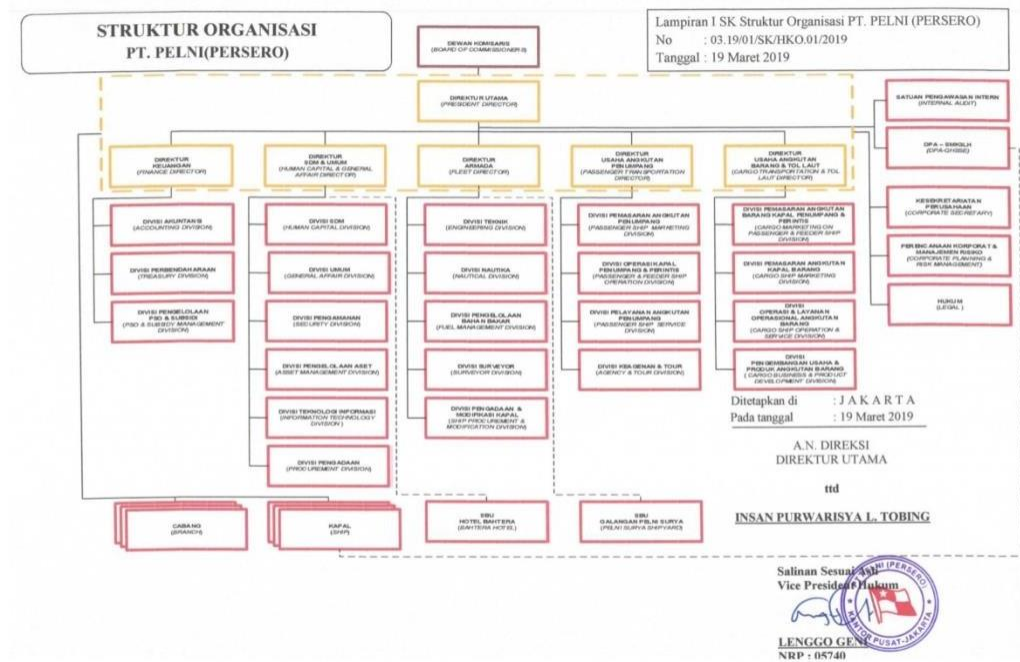 STRUKTUR ORGANISASI
PT. PELNI(PERSERO)
Lampiran I SK Struktur Organisasi PT. PELNI (PERSERO)
No : 03.19/01/SK/HKO.01/2019
Tanggal : 19 Maret 2019
DEWAN KOMISARIS
(BOARD OF COMMISSIONERS)
DIREKTUR UTAMA
(PRESIDENT DIRECTOR)
SATUAN PENGAWASAN INTERN
(INTERNAL AUDIT)
DPA – SMK3LH
(DPA-QHSSE)
DIREKTUR
KEUANGAN
(FINANCE DIRECTOR)
DIREKTUR
SDM & UMUM
(HUMAN CAPITAL & GENERAL
AFFAIR DIRECTOR)
DIREKTUR
ARMADA
(FLEET DIRECTOR)
DIREKTUR
USAHA ANGKUTAN
PENUMPANG
(PASSENGER TRANSPORTATION
DIRECTOR)
DIREKTUR
USAHA ANGKUTAN
BARANG & TOL LAUT
(CARGO TRANSPORTATION & TOL
LAUT DIRECTOR)
KESEKRETARIATAN
PERUSAHAAN
(CORPORATE SECRETARY)
PERENCANAAN KORPORAT &
MANAJEMEN RISIKO
(CORPORATE PLANNING &
RISK MANAGEMENT)
HUKUM
(LEGAL)
DIVISI AKUNTANSI
(ACCOUNTING DIVISION)
DIVISI PERBENDAHARAAN
(TREASURY DIVISION)
DIVISI PENGELOLAAN
PSO & SUBSIDI
(PSO & SUBSIDY MANAGEMENT
DIVISION)
DIVISI SDM
(HUMAN CAPITAL DIVISION)
DIVISI UMUM
(GENERAL AFFAIR DIVISION)
DIVISI PENGAMANAN
(SECURITY DIVISION)
DIVISI PENGELOLAAN ASET
(ASSET MANAGEMENT DIVISION)
DIVISI TEKNOLOGI INFORMASI
(INFORMATION TECHNOLOGY
DIVISION)
DIVISI PENGADAAN
(PROCUREMENT DIVISION)
DIVISI TEKNIK
(ENGINEERING DIVISION)
DIVISI NAUTIKA
(NAUTICAL DIVISION)
DIVISI PENGELOLAAN
BAHAN BAKAR
(FUEL MANAGEMENT DIVISION)
DIVISI SURVEYOR
(SURVEYOR DIVISION)
DIVISI PENGADAAN &
MODIFIKASI KAPAL
(SHIP PROCUREMENT &
MODIFICATION DIVISION)
DIVISI PEMASARAN ANGKUTAN
PENUMPANG
(PASSENGER SHIP MARKETING
DIVISION)
DIVISI OPERASI KAPAL
PENUMPANG & PERINTIS
(PASSENGER & FEEDER SHIP
OPERATION DIVISION)
DIVISI PELAYANAN ANGKUTAN
PENUMPANG
(PASSENGER SHIP SERVICE
DIVISION)
DIVISI KEAGENAN & TOUR
(AGENCY & TOUR DIVISION)
DIVISI PEMASARAN ANGKUTAN
BARANG KAPAL PENUMPANG &
PERINTIS
(CARGO MARKETING ON
PASSENGER & FEEDER SHIP
DIVISION)
DIVISI PEMASARAN ANGKUTAN
KAPAL BARANG
(CARGO SHIP MARKETING
DIVISION)
DIVISI
OPERASI & LAYANAN
OPERASIONAL ANGKUTAN
BARANG
(CARGO SHIP OPERATION &
SERVICE DIVISION)
DIVISI
PENGEMBANGAN USAHA &
PRODUK ANGKUTAN BARANG
(CARGO BUSINESS & PRODUCT
DEVELOPMENT DIVISION)
CABANG
(BRANCH)
KAPAL
(SHIP)
SBU
HOTEL BAHTERA
(BAHTERA HOTEL)
SBU
GALANGAN PELNI SURYA
(PELNI SURYA SHIPYARD)
Ditetapkan di : J A K A R T A
Pada tanggal : 19 Maret 2019
A.N. DIREKSI
DIREKTUR UTAMA
ttd
INSAN PURWARISYA L. TOBING
Salinan Sesuai Asli
Vice President Hukum
PT. PELNI (PERSERO)
KANTOR PUSAT-JAKARTA
LENGGO GENI
NRP : 05740